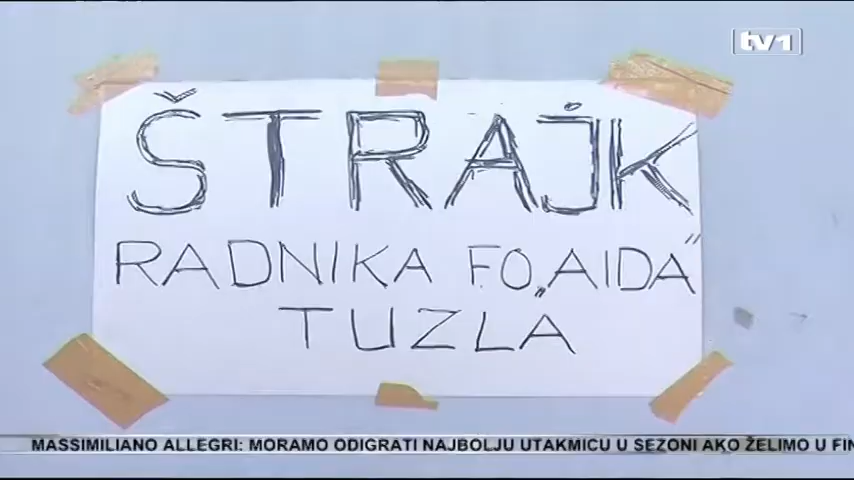 tv1
ŠTRAJK
RADNIKA F.O. „AIDA"
TUZLA
MASSIMILIANO ALLEGRI: MORAMO ODIGRATI NAJBOLJU UTAKMICU U SEZONI AKO ŽELIMO U FIN